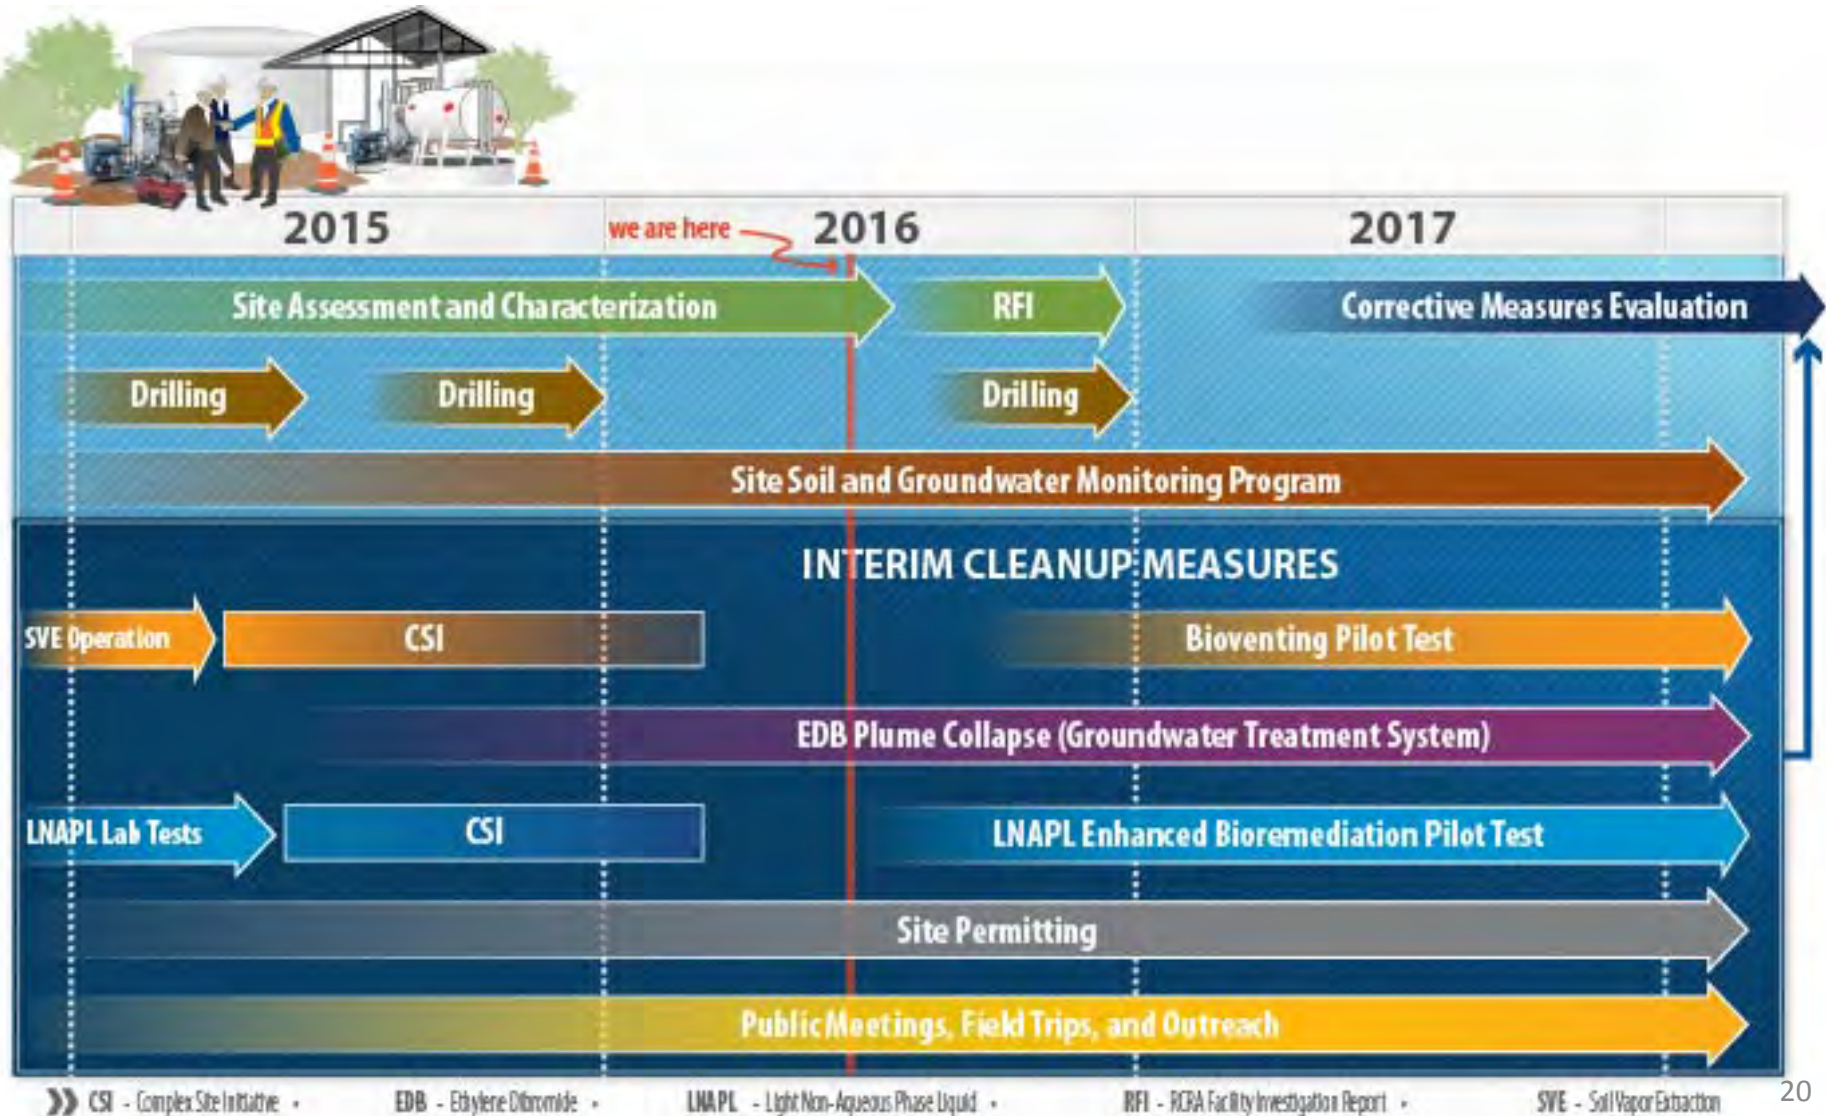 2015 we are here 2016 2017
Site Assessment and Characterization RFI Corrective Measures Evaluation
Drilling Drilling Drilling
Site Soil and Groundwater Monitoring Program
INTERIM CLEANUP MEASURES
SVE Operation CSI Bioventing Pilot Test
EDB Plume Collapse (Groundwater Treatment System)
LNAPL Lab Tests CSI LNAPL Enhanced Bioremediation Pilot Test
Site Permitting
Public Meetings, Field Trips, and Outreach
CSI - Complex Site Initiative • EDB - Ethylene Dibromide • LNAPL - Light Non-Aqueous Phase Liquid • RFI - RCRA Facility Investigation Report • SVE - Soil Vapor Extraction
20